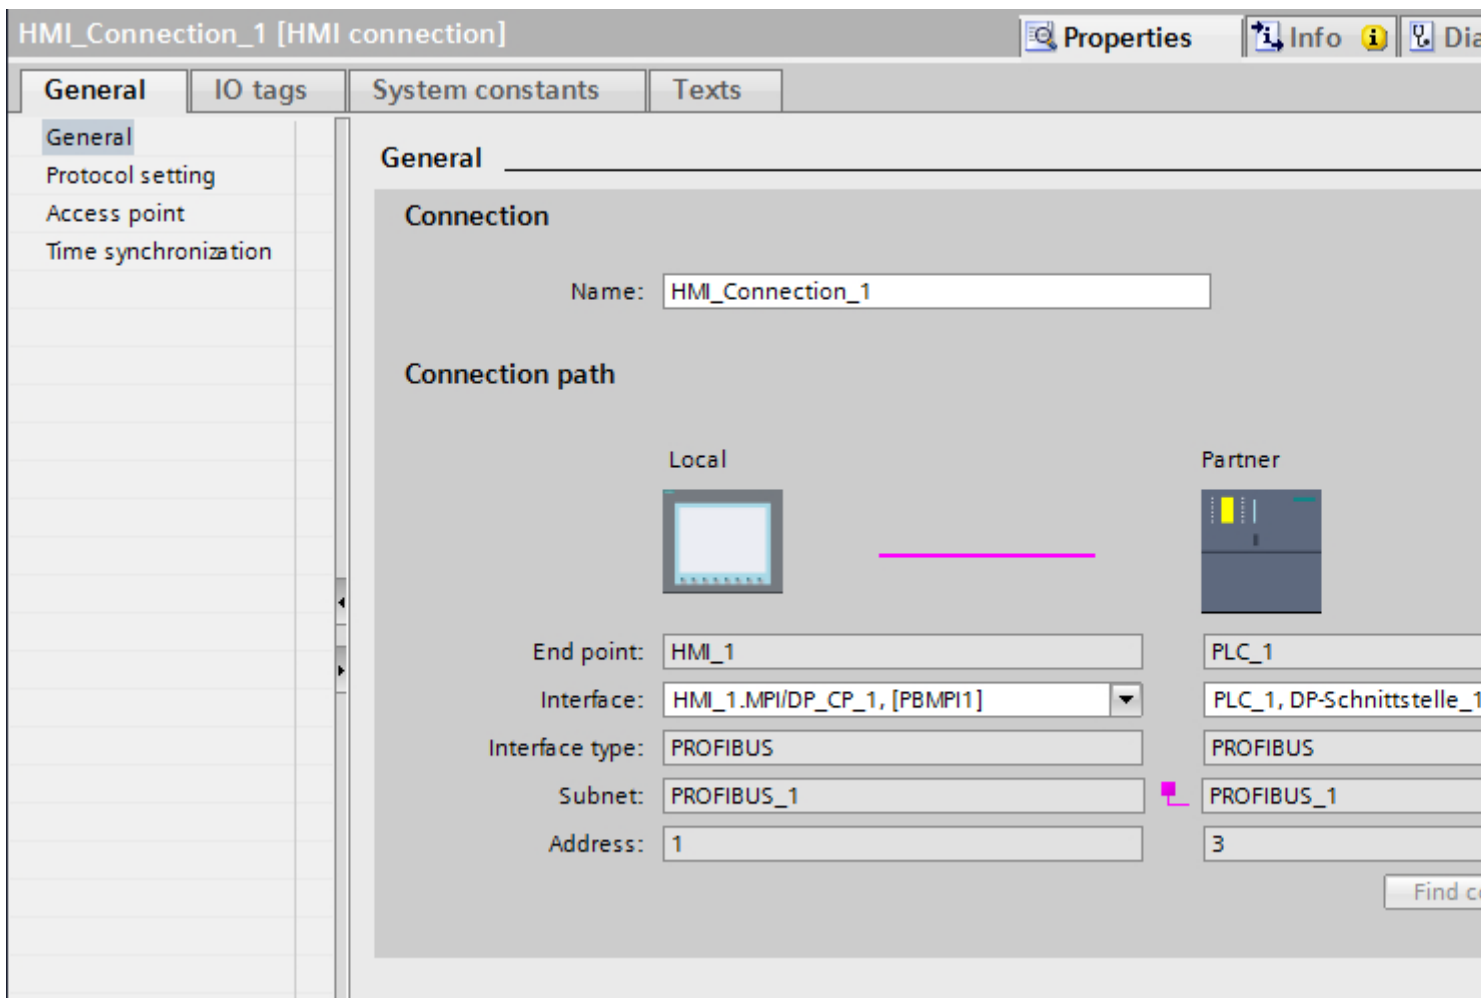 HMI_Connection_1 [HMI connection]
Properties
Info
General
IO tags
System constants
Texts
General
Protocol setting
Access point
Time synchronization
General
Connection
Name: HMI_Connection_1
Connection path
Local Partner
End point: HMI_1 PLC_1
Interface: HMI_1.MPI/DP_CP_1, [PBMPI1] PLC_1, DP-Schnittstelle_1
Interface type: PROFIBUS PROFIBUS
Subnet: PROFIBUS_1 PROFIBUS_1
Address: 1 3
Find